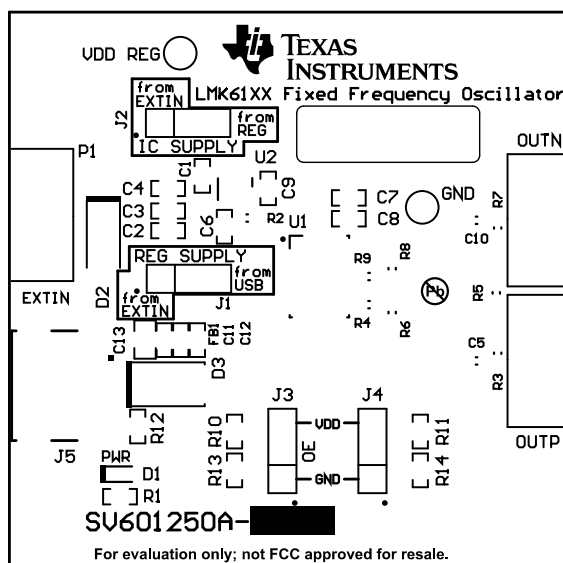 VDD REG
TEXAS
INSTRUMENTS
LMK61XX Fixed Frequency Oscillator
from
EXTIN
J2
from
REG
IC SUPPLY
P1
C1
U2
C4
C3
C2
C6
C9
R2
U1
C7
C8
GND
OUTN
R7
C10
REG SUPPLY
from
USB
from
EXTIN
J1
D2
EXTIN
R9
R8
R4
R6
Pb
R5
C5
R3
C13
FB1
C11
C12
D3
R12
J5
OUTP
J3
J4
R10
R13
VDD
OE
GND
R11
R14
PWR
D1
R1
SV601250A-
For evaluation only; not FCC approved for resale.